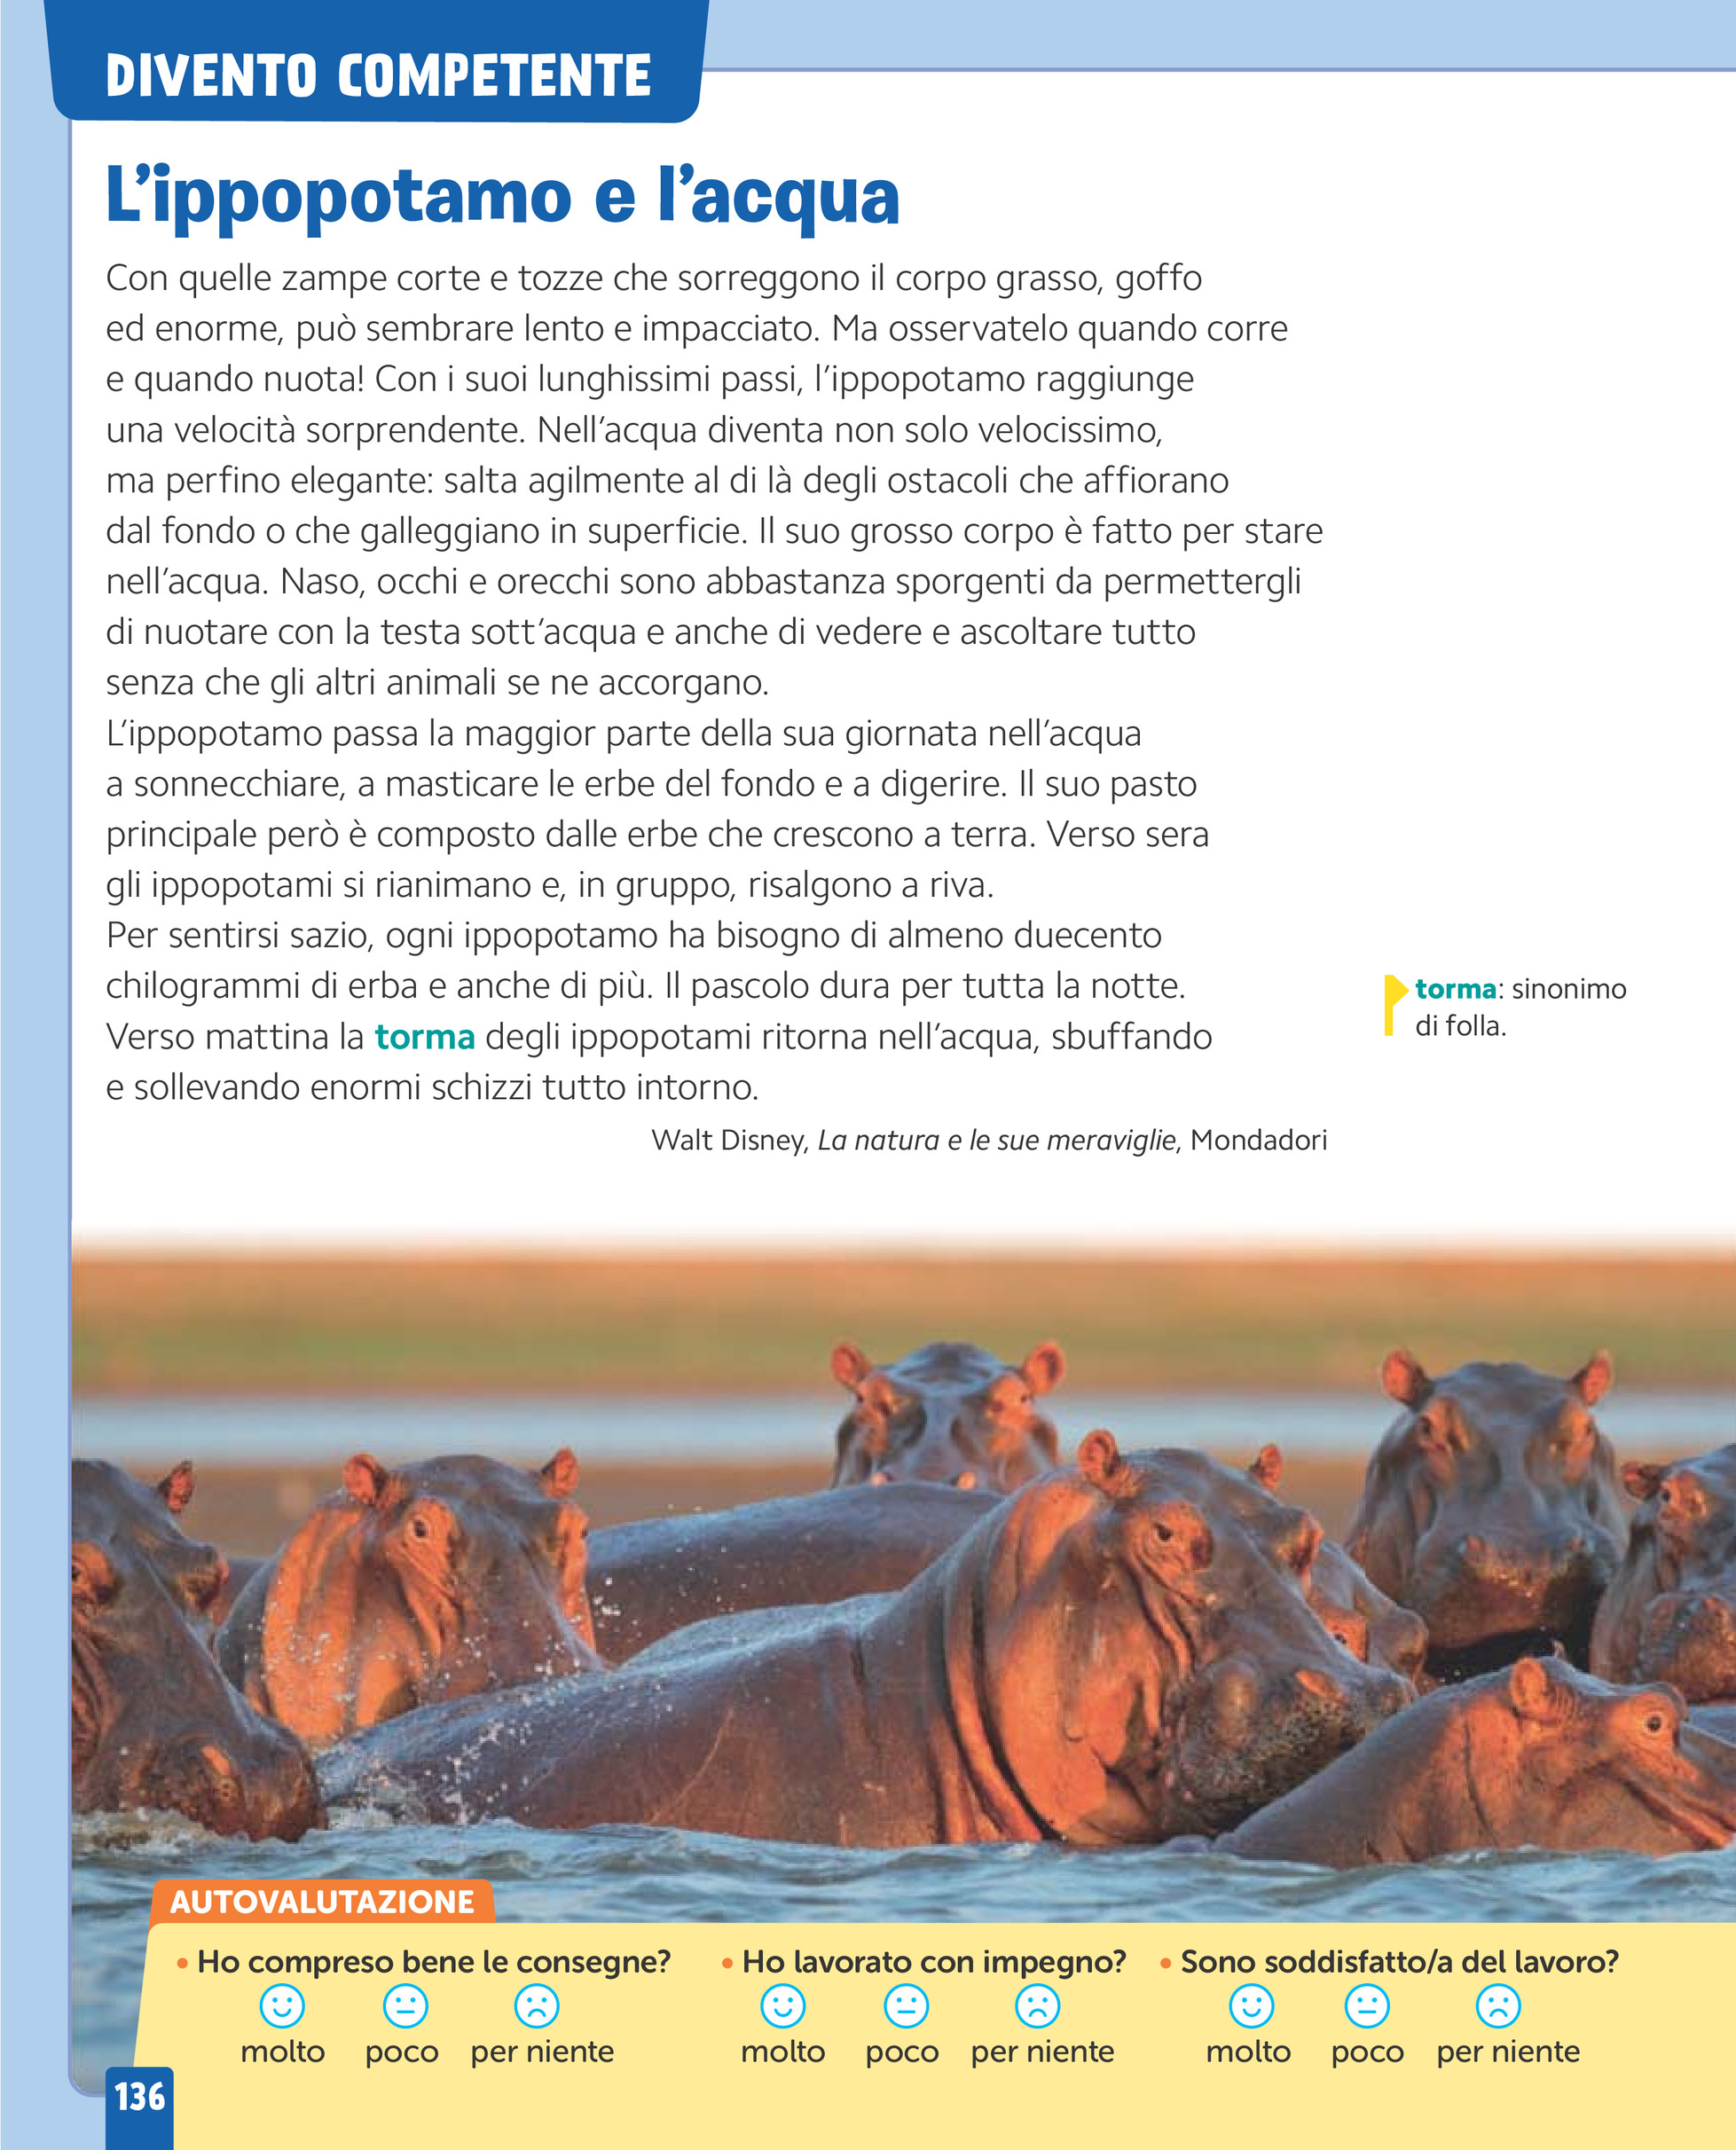 DIVENTO COMPETENTE
L’ippopotamo e l’acqua
Con quelle zampe corte e tozze che sorreggono il corpo grasso, goffo
ed enorme, può sembrare lento e impacciato. Ma osservatelo quando corre
e quando nuota! Con i suoi lunghissimi passi, l’ippopotamo raggiunge
una velocità sorprendente. Nell’acqua diventa non solo velocissimo,
ma perfino elegante: salta agilmente al di là degli ostacoli che affiorano
dal fondo o che galleggiano in superficie. Il suo grosso corpo è fatto per stare
nell’acqua. Naso, occhi e orecchi sono abbastanza sporgenti da permettergli
di nuotare con la testa sott’acqua e anche di vedere e ascoltare tutto
senza che gli altri animali se ne accorgano.
L’ippopotamo passa la maggior parte della sua giornata nell’acqua
a sonnecchiare, a masticare le erbe del fondo e a digerire. Il suo pasto
principale però è composto dalle erbe che crescono a terra. Verso sera
gli ippopotami si rianimano e, in gruppo, risalgono a riva.
Per sentirsi sazio, ogni ippopotamo ha bisogno di almeno duecento
chilogrammi di erba e anche di più. Il pascolo dura per tutta la notte.
Verso mattina la torma degli ippopotami ritorna nell’acqua, sbuffando
e sollevando enormi schizzi tutto intorno.
Walt Disney, La natura e le sue meraviglie, Mondadori
torma: sinonimo
di folla.
AUTOVALUTAZIONE
• Ho compreso bene le consegne?
molto poco per niente
• Ho lavorato con impegno?
molto poco per niente
• Sono soddisfatto/a del lavoro?
molto poco per niente
136